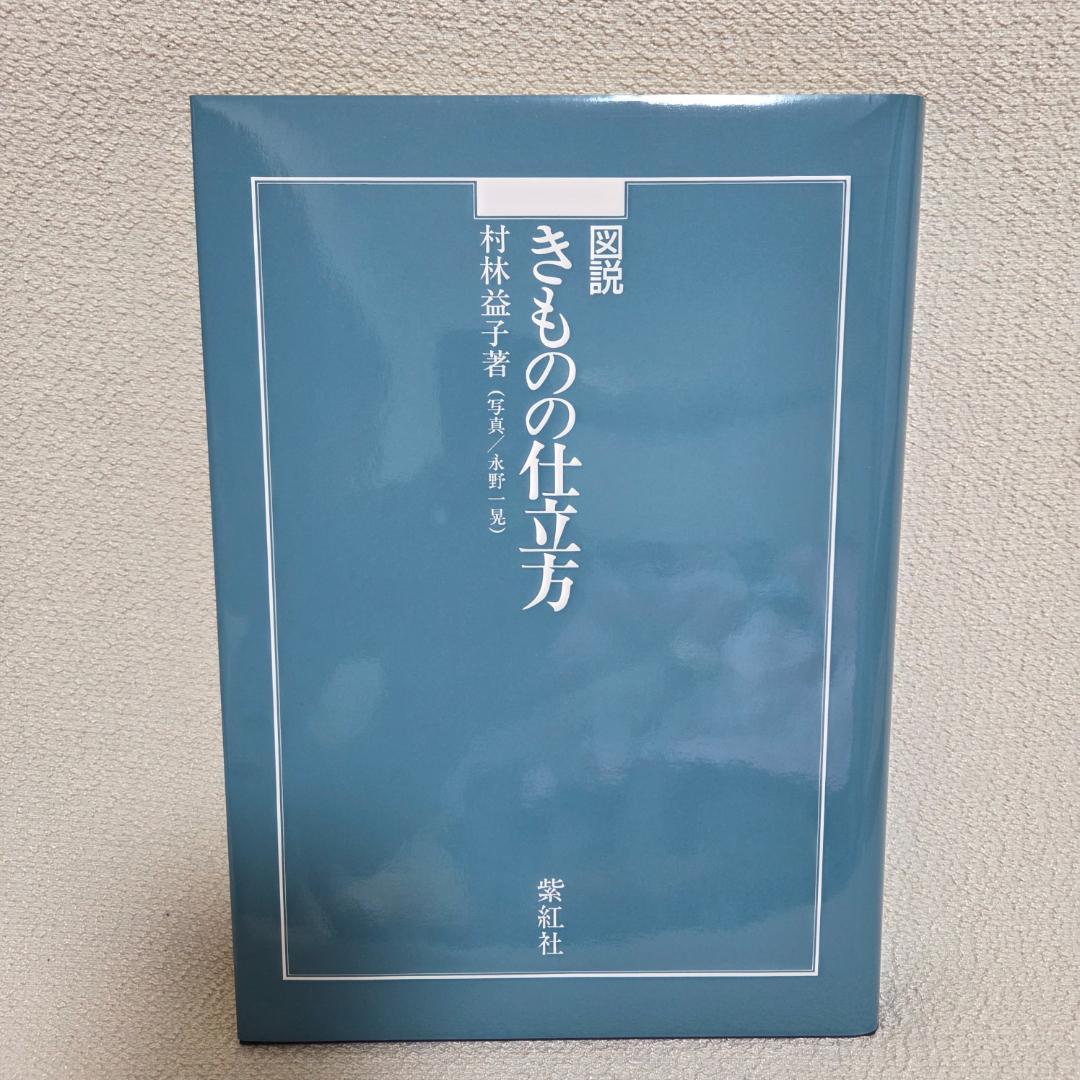 図説
きものの仕立方
村林益子著(写真/永野一晃)
紫紅社